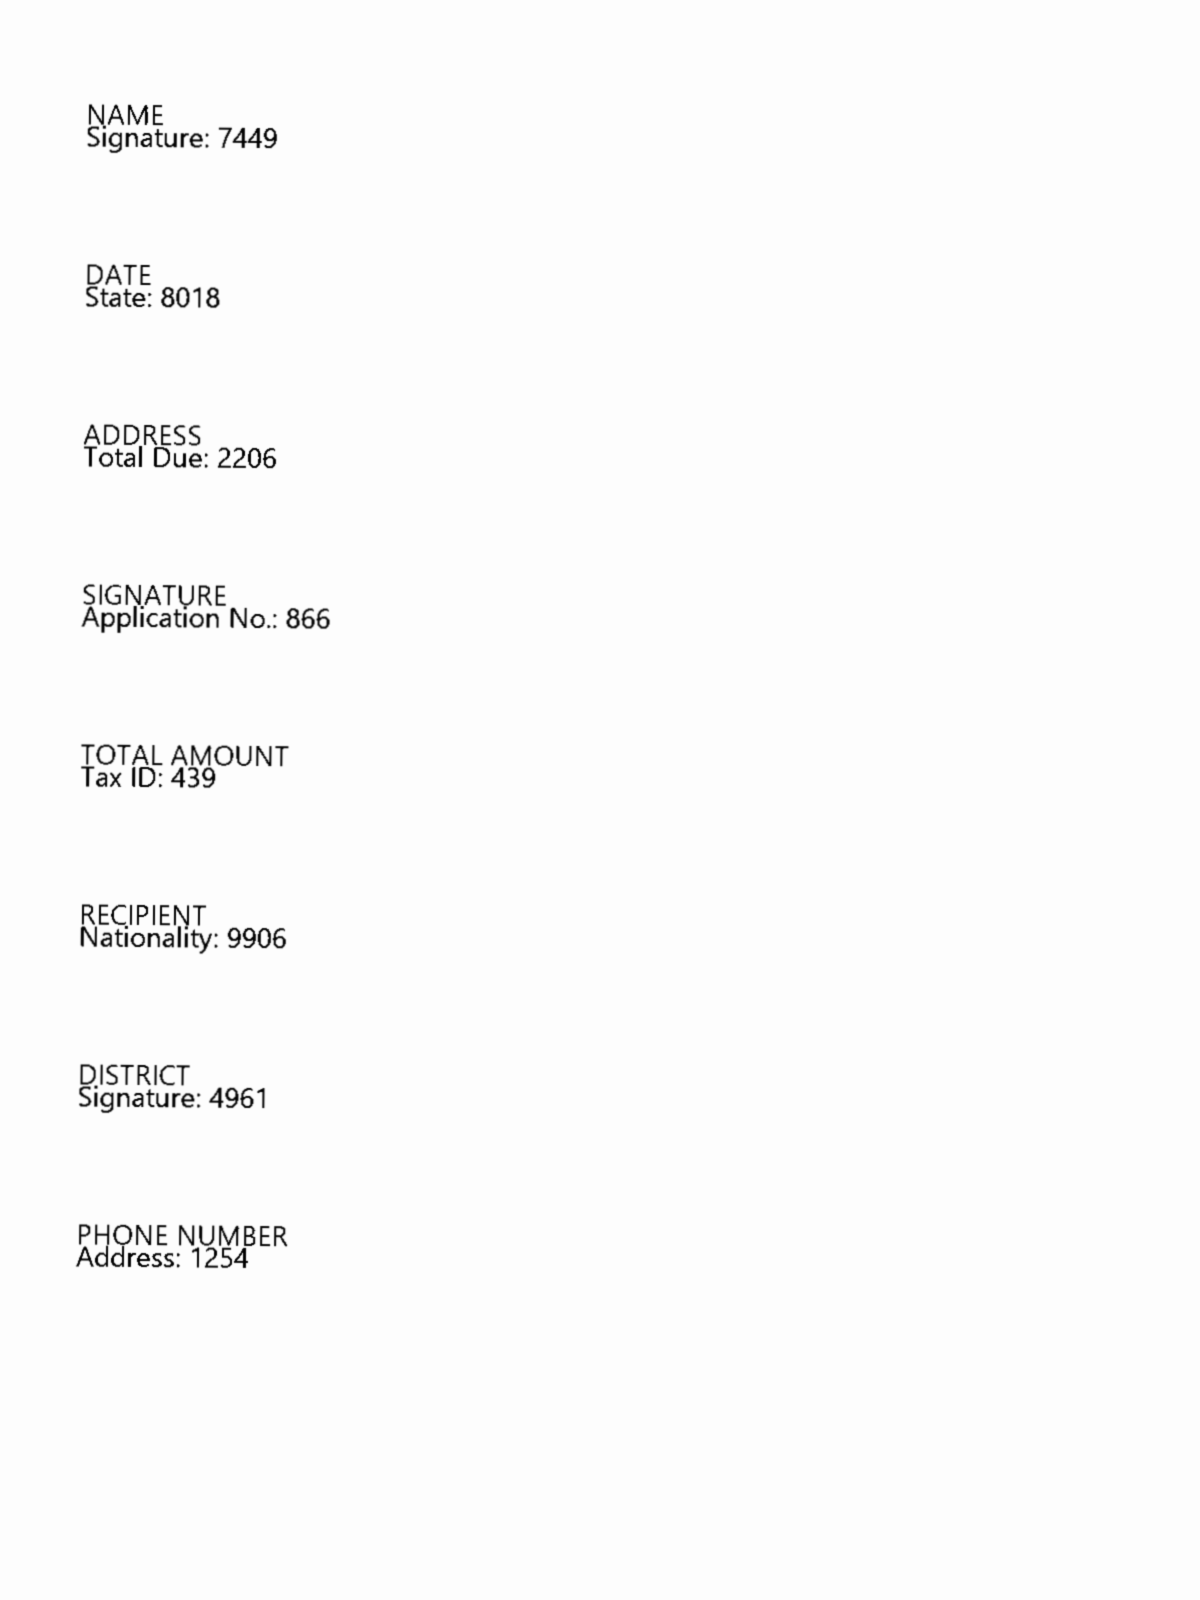 NAME
Signature: 7449
DATE
State: 8018
ADDRESS
Total Due: 2206
SIGNATURE
Application No.: 866
TOTAL AMOUNT
Tax ID: 439
RECIPIENT
Nationality: 9906
DISTRICT
Signature: 4961
PHONE NUMBER
Address: 1254